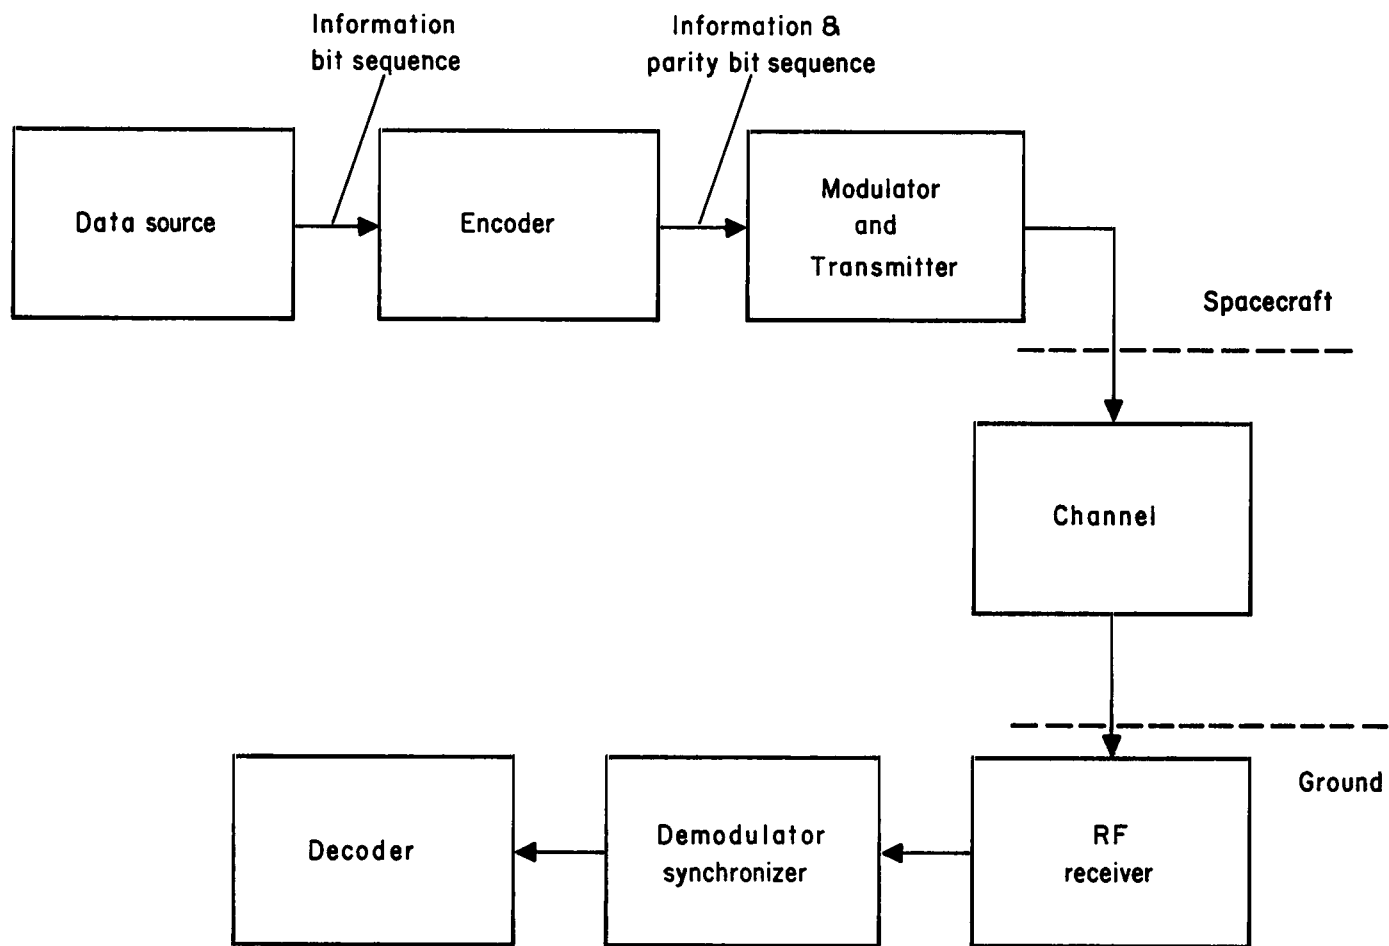 Information
bit sequence
Information &
parity bit sequence
Data source
Encoder
Modulator
and
Transmitter
Spacecraft
Channel
Ground
Decoder
Demodulator
synchronizer
RF
receiver